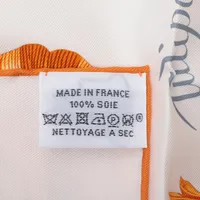 MADE IN FRANCE
100% SOIE
NETTOYAGE A SEC